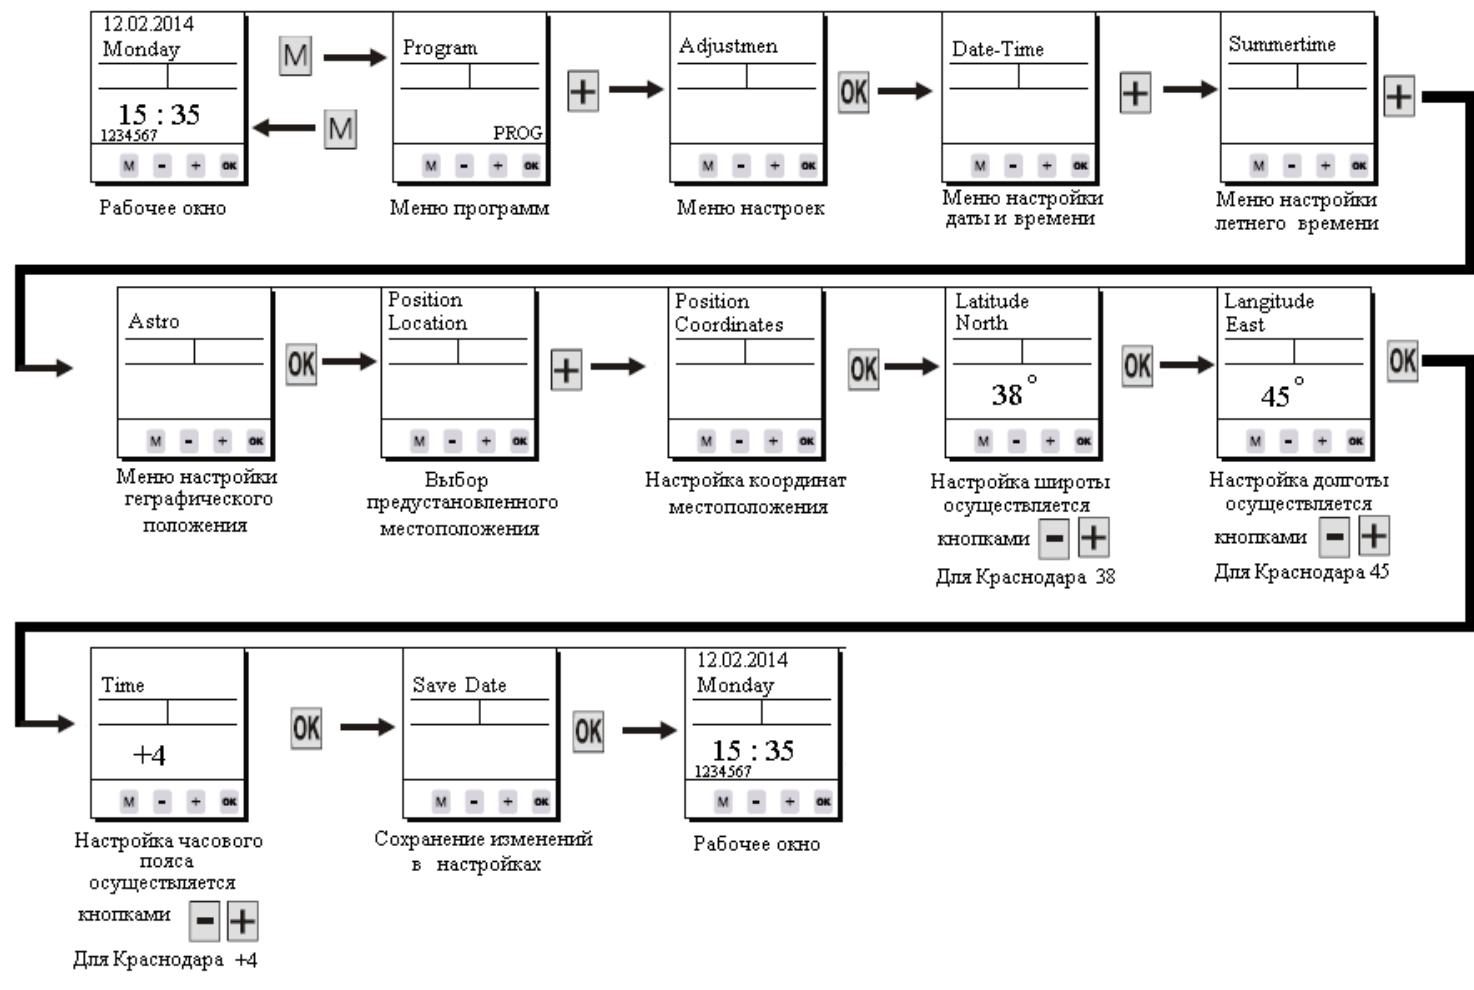 12.02.2014
Monday
15 : 35
1234567
M - + OK
Рабочее окно
M
M
Program
PROG
M - + OK
Меню программ
+
Adjustmen
M - + OK
Меню настроек
OK
Date-Time
M - + OK
Меню настройки
даты и времени
+
Summertime
M - + OK
Меню настройки
летнего времени
+
Astro
M - + OK
Меню настройки
геграфического
положения
OK
Position
Location
M - + OK
Выбор
предустановленного
местоположения
+
Position
Coordinates
M - + OK
Настройка координат
местоположения
OK
Latitude
North
38°
M - + OK
Настройка широты
осуществляется
кнопками - +
Для Краснодара 38
OK
Langitude
East
45°
M - + OK
Настройка долготы
осуществляется
кнопками - +
Для Краснодара 45
OK
Time
+4
M - + OK
Настройка часового
пояса
осуществляется
кнопками - +
Для Краснодара +4
OK
Save Date
M - + OK
Сохранение изменений
в настройках
OK
12.02.2014
Monday
15 : 35
1234567
M - + OK
Рабочее окно